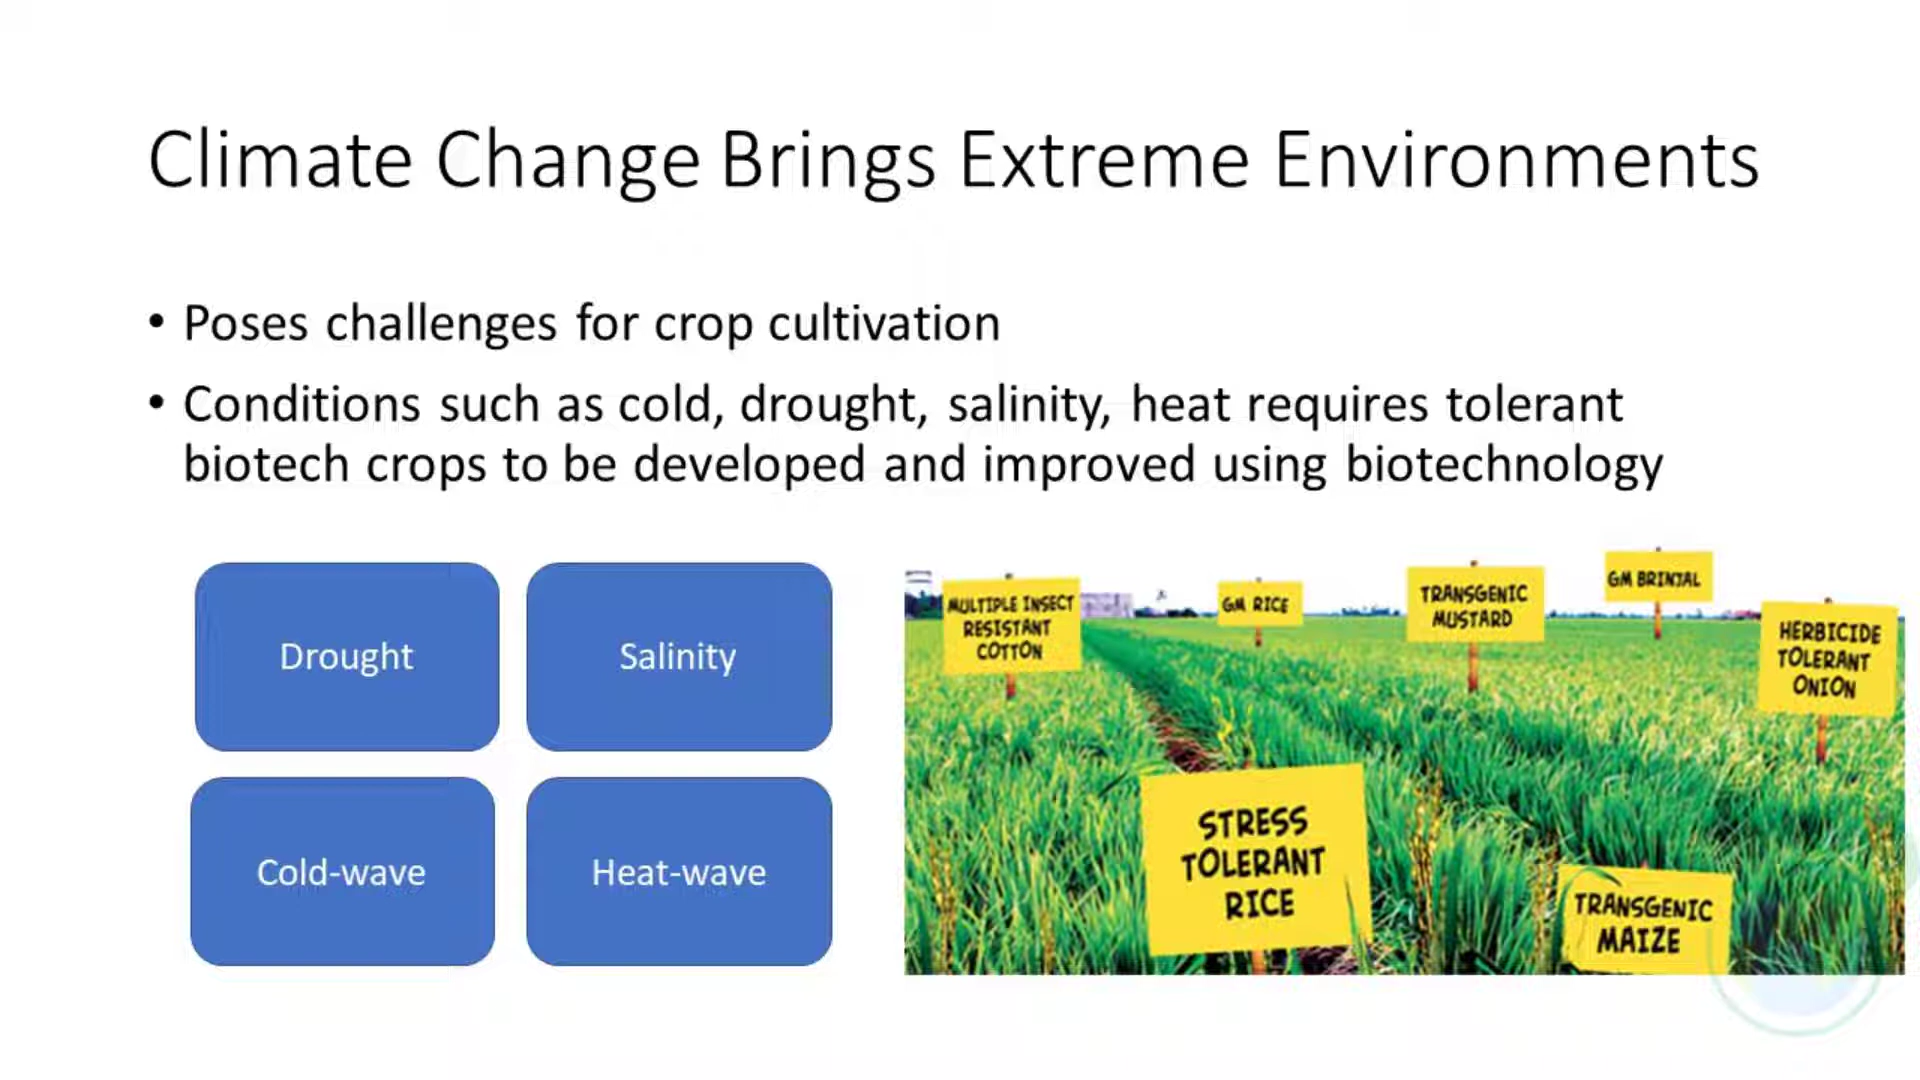 Climate Change Brings Extreme Environments
• Poses challenges for crop cultivation
• Conditions such as cold, drought, salinity, heat requires tolerant
biotech crops to be developed and improved using biotechnology
Drought
Salinity
Cold-wave
Heat-wave
MULTIPLE INSECT
RESISTANT
COTTON
GM RICE
TRANSGENIC
MUSTARD
GM BRINJAL
HERBICIDE
TOLERANT
ONION
STRESS
TOLERANT
RICE
TRANSGENIC
MAIZE